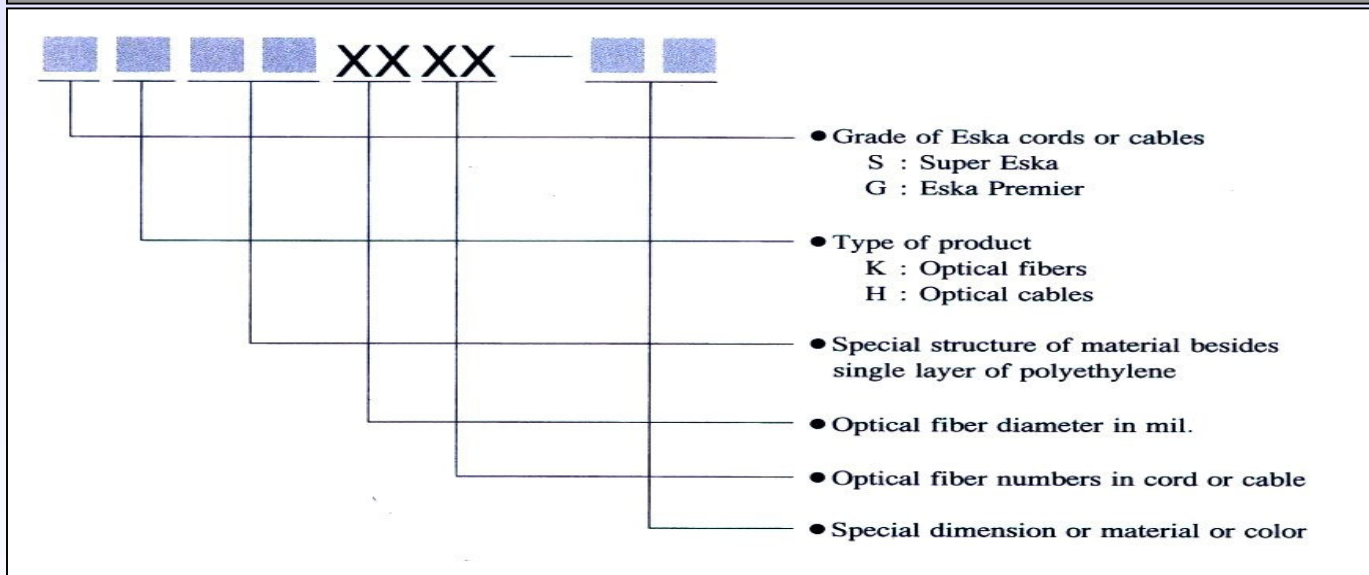 XX XX —
● Grade of Eska cords or cables
S : Super Eska
G : Eska Premier
● Type of product
K : Optical fibers
H : Optical cables
● Special structure of material besides
single layer of polyethylene
● Optical fiber diameter in mil.
● Optical fiber numbers in cord or cable
● Special dimension or material or color